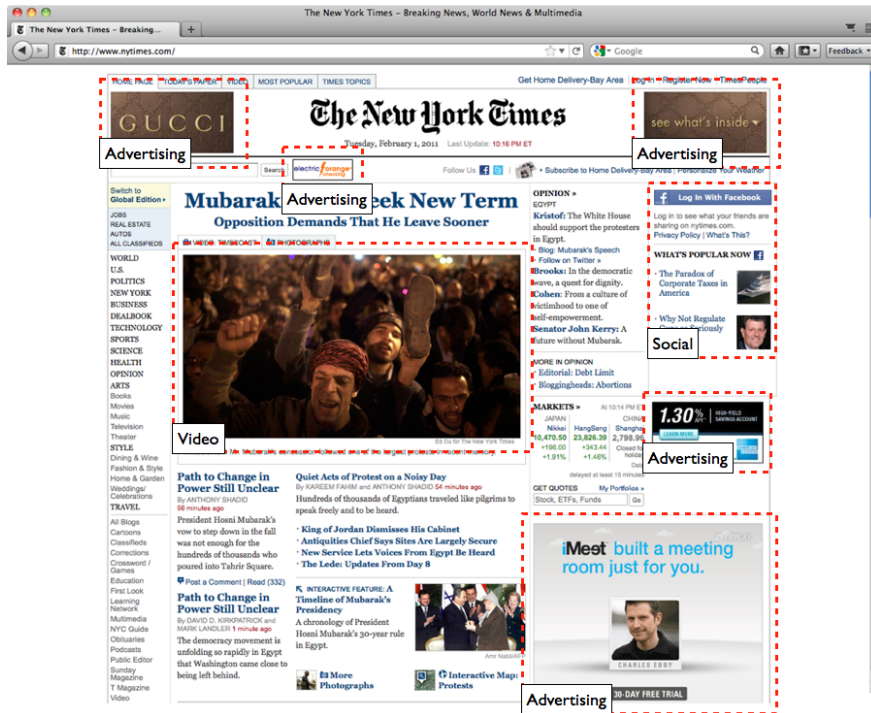 The New York Times – Breaking News, World News & Multimedia
The New York Times – Breaking...
http://www.nytimes.com/
Google
Feedback
HOME PAGE TODAY'S PAPER VIDEO MOST POPULAR TIMES TOPICS
Get Home Delivery-Bay Area Log In Register Now TimesPeople
GUCCI
The New York Times
see what's inside
Advertising
Tuesday, February 1, 2011 Last Update: 10:16 PM ET
Advertising
Search
electric orange
checking
Follow Us
Subscribe to Home Delivery-Bay Area | Personalize Your Weather
Advertising
Switch to
Global Edition
JOBS
REAL ESTATE
AUTOS
ALL CLASSIFIEDS
WORLD
U.S.
POLITICS
NEW YORK
BUSINESS
DEALBOOK
TECHNOLOGY
SPORTS
SCIENCE
HEALTH
OPINION
ARTS
Books
Movies
Music
Television
Theater
STYLE
Dining & Wine
Fashion & Style
Home & Garden
Weddings/
Celebrations
TRAVEL
All Blogs
Cartoons
Classifieds
Corrections
Crossword /
Games
Education
First Look
Learning
Network
Multimedia
NYC Guide
Obituaries
Podcasts
Public Editor
Sunday
Magazine
T Magazine
Video
Mubarak eek New Term
Opposition Demands That He Leave Sooner
VIDEO: TIMESCAST PHOTOGRAPHS
Video
Ed Ou for The New York Times
Path to Change in
Power Still Unclear
By ANTHONY SHADID
56 minutes ago
President Hosni Mubarak's
vow to step down in the fall
was not enough for the
hundreds of thousands who
poured into Tahrir Square.
Post a Comment | Read (332)
Path to Change in
Power Still Unclear
By DAVID D. KIRKPATRICK and
MARK LANDLER 1 minute ago
The democracy movement is
unfolding so rapidly in Egypt
that Washington came close to
being left behind.
Quiet Acts of Protest on a Noisy Day
By KAREEM FAHIM and ANTHONY SHADID 54 minutes ago
Hundreds of thousands of Egyptians traveled like pilgrims to
speak freely and to be heard.
· King of Jordan Dismisses His Cabinet
· Antiquities Chief Says Sites Are Largely Secure
· New Service Lets Voices From Egypt Be Heard
· The Lede: Updates From Day 8
INTERACTIVE FEATURE: A
Timeline of Mubarak's
Presidency
A chronology of President
Hosni Mubarak's 30-year rule
in Egypt.
Amr Nabil/AFP
More
Photographs
Interactive Map:
Protests
OPINION »
EGYPT
Kristof: The White House
should support the protesters
in Egypt.
· Blog: Mubarak's Speech
· Follow on Twitter »
Brooks: In the democratic
wave, a quest for dignity.
Cohen: From a culture of
victimhood to one of
self-empowerment.
Senator John Kerry: A
future without Mubarak.
MORE IN OPINION
· Editorial: Debt Limit
· Bloggingheads: Abortions
MARKETS » At 10:14 PM ET
JAPAN CHINA
Nikkei HangSeng Shanghai
10,470.50 23,826.39 2,798.96
+196.00 +343.44 Closed for
+1.91% +1.46% holiday
Data delayed at least 15 minutes
GET QUOTES My Portfolios »
Stock, ETFs, Funds Go
Log In With Facebook
Log in to see what your friends are
sharing on nytimes.com.
Privacy Policy | What's This?
WHAT'S POPULAR NOW
· The Paradox of
Corporate Taxes in
America
· Why Not Regulate
Seriously
Social
1.30%
APY
HIGH-YIELD
SAVINGS ACCOUNT
LEARN MORE
Advertising
iMeet built a meeting
room just for you.
CHARLES EBBY
30-DAY FREE TRIAL
Advertising